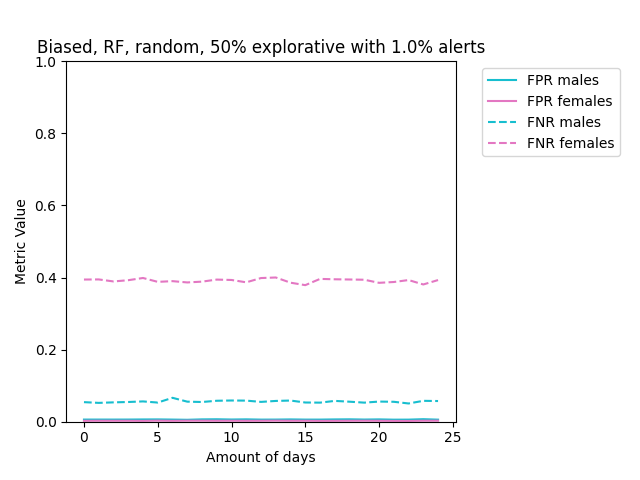 Biased, RF, random, 50% explorative with 1.0% alerts
1.0
0.8
0.6
0.4
0.2
0.0
Metric Value
0
5
10
15
20
25
Amount of days
FPR males
FPR females
FNR males
FNR females